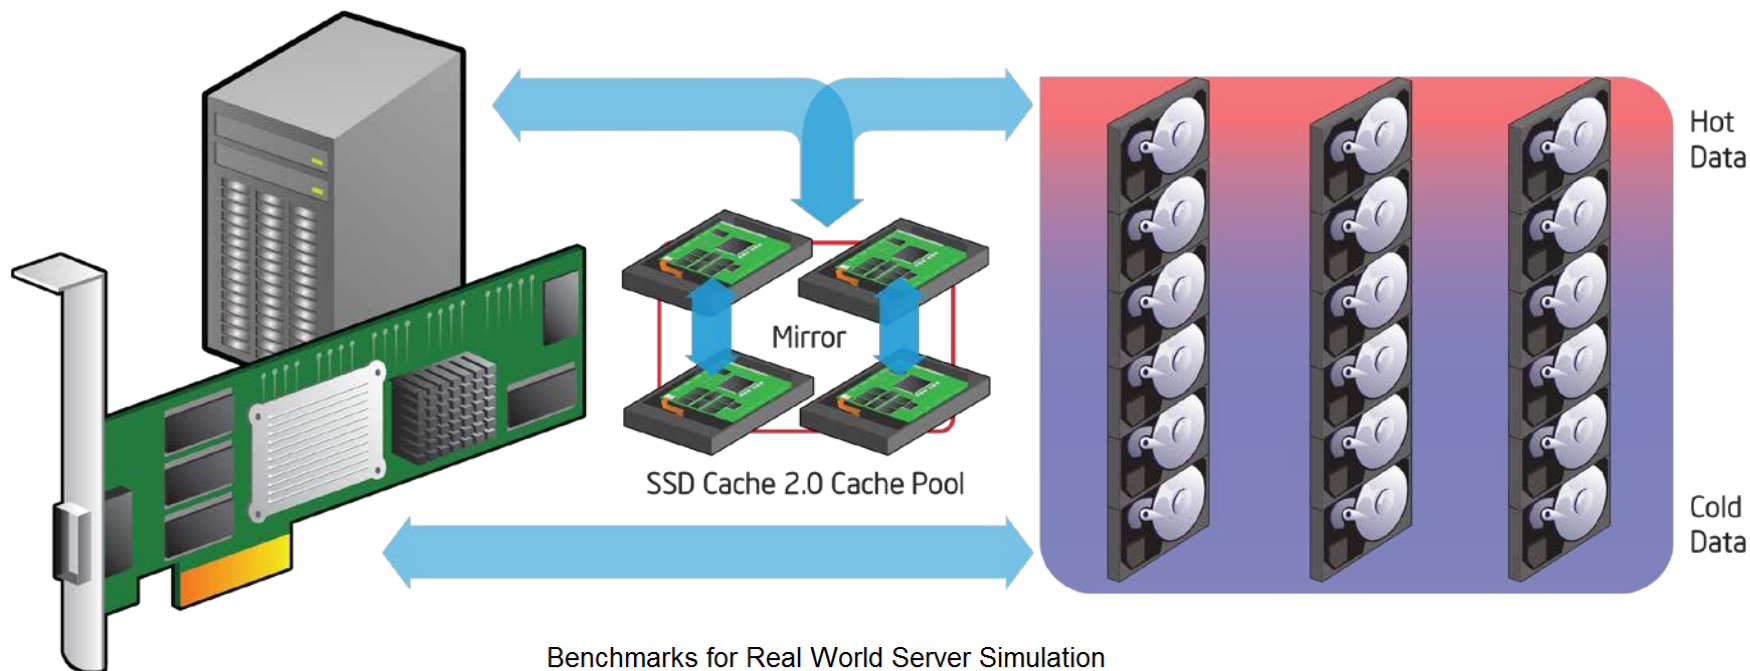 Hot
Data
Mirror
SSD Cache 2.0 Cache Pool
Cold
Data
Benchmarks for Real World Server Simulation